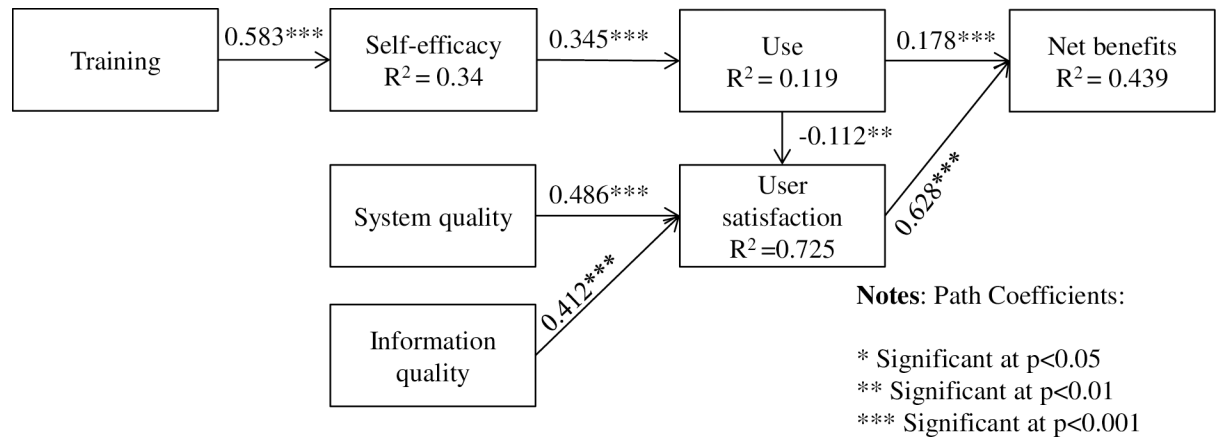 Training
0.583***
Self-efficacy
R² = 0.34
0.345***
Use
R² = 0.119
0.178***
Net benefits
R² = 0.439
-0.112**
System quality
0.486***
User
satisfaction
R² =0.725
0.628***
0.412***
Information
quality
Notes: Path Coefficients:
* Significant at p<0.05
** Significant at p<0.01
*** Significant at p<0.001